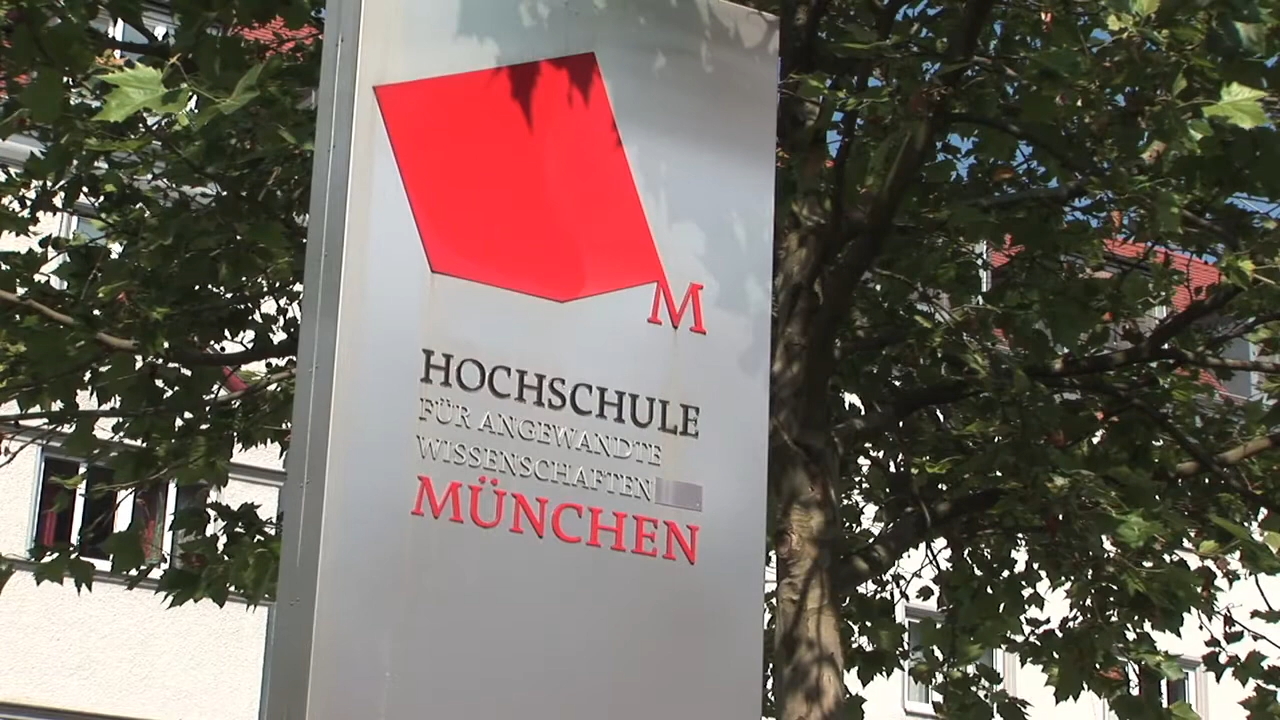 M
HOCHSCHULE
FÜR ANGEWANDTE
WISSENSCHAFTEN
MÜNCHEN